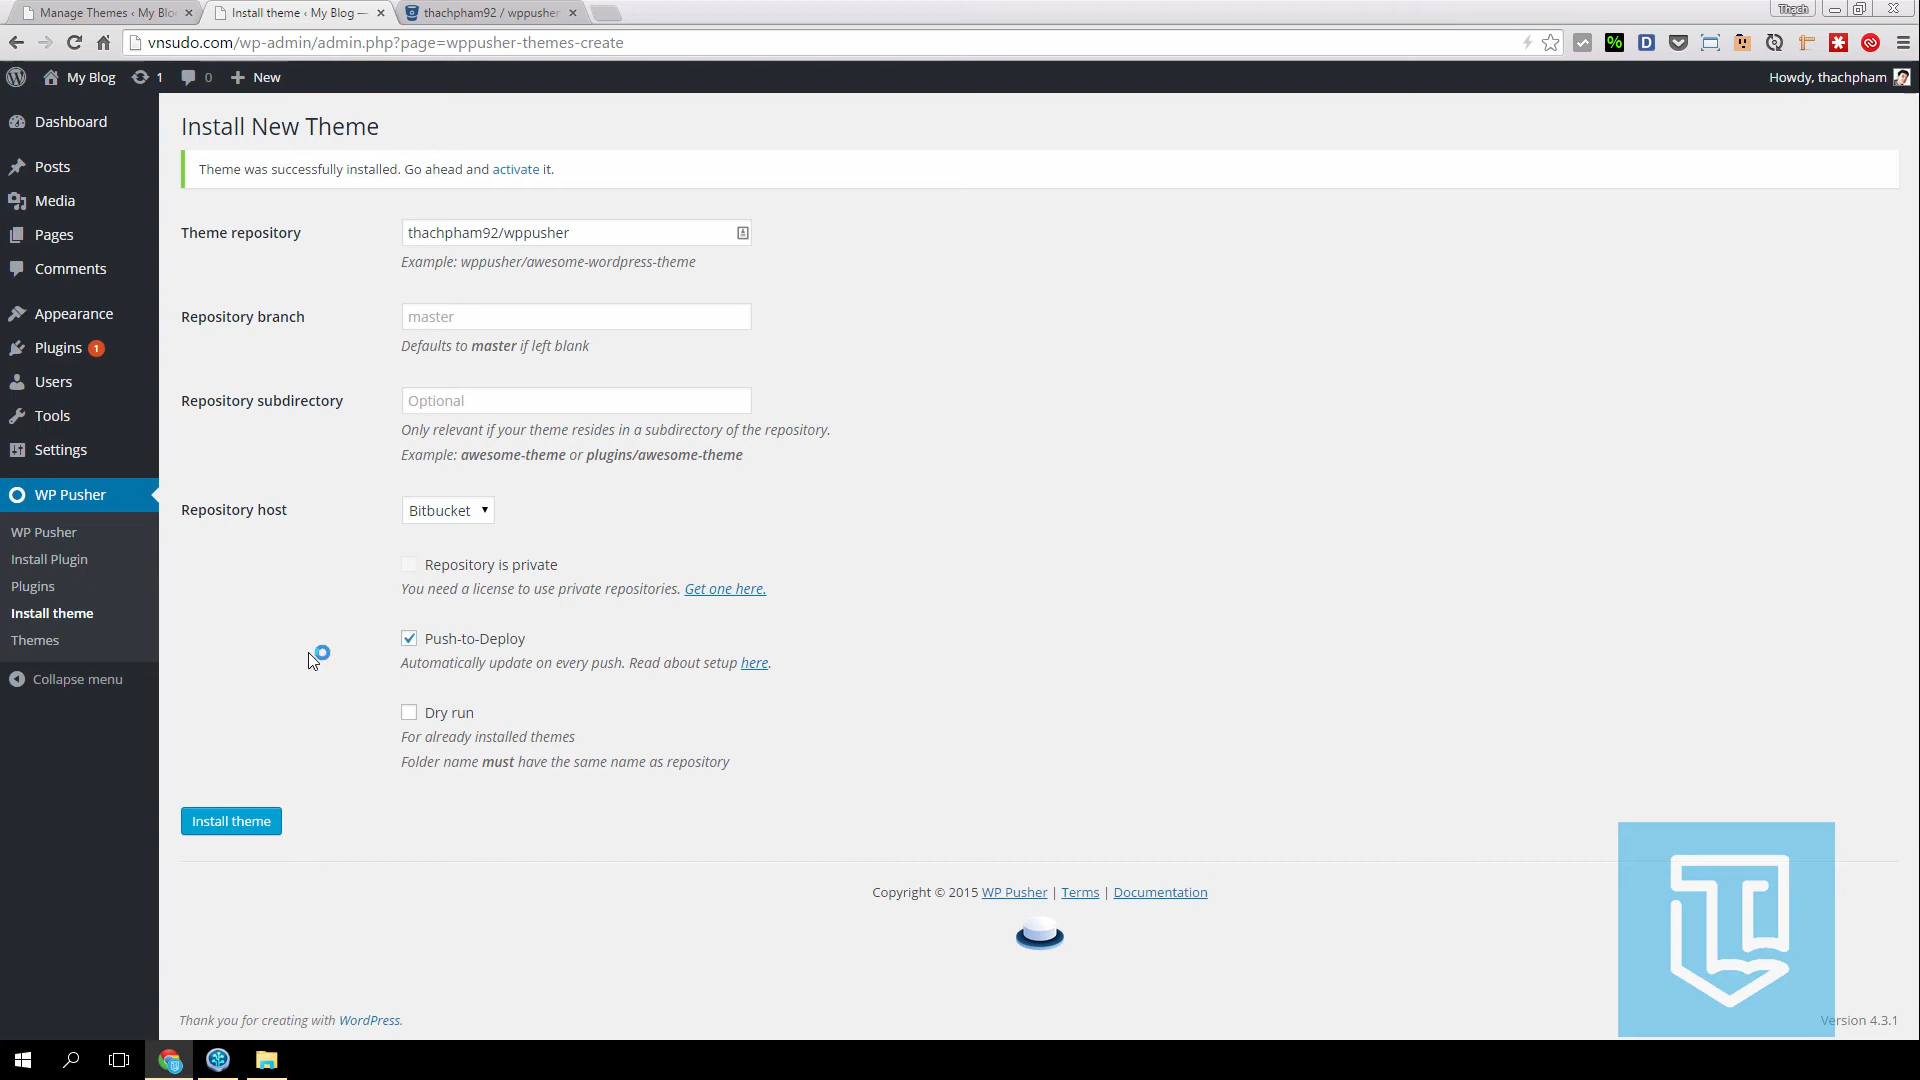 Manage Themes ‹ My Blo
Install theme ‹ My Blog —
thachpham92 / wppusher
Thach
vnsudo.com/wp-admin/admin.php?page=wppusher-themes-create
My Blog
1
0
New
Howdy, thachpham
Dashboard
Posts
Media
Pages
Comments
Appearance
Plugins 1
Users
Tools
Settings
WP Pusher
WP Pusher
Install Plugin
Plugins
Install theme
Themes
Collapse menu
Install New Theme
Theme was successfully installed. Go ahead and activate it.
Theme repository
thachpham92/wppusher
Example: wppusher/awesome-wordpress-theme
Repository branch
master
Defaults to master if left blank
Repository subdirectory
Optional
Only relevant if your theme resides in a subdirectory of the repository.
Example: awesome-theme or plugins/awesome-theme
Repository host
Bitbucket
Repository is private
You need a license to use private repositories. Get one here.
Push-to-Deploy
Automatically update on every push. Read about setup here.
Dry run
For already installed themes
Folder name must have the same name as repository
Install theme
Copyright © 2015 WP Pusher | Terms | Documentation
Thank you for creating with WordPress.
Version 4.3.1